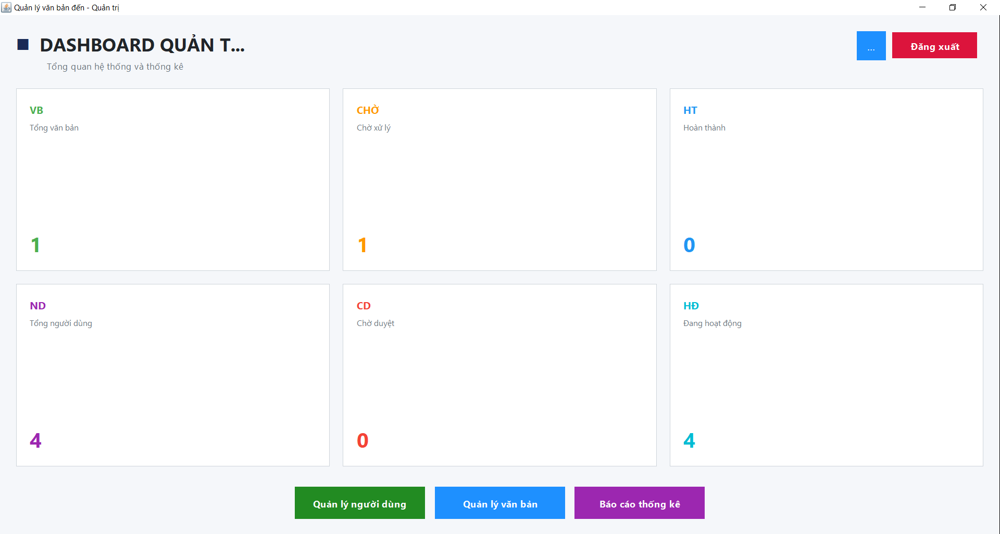 Quản lý văn bản đến - Quản trị
DASHBOARD QUẢN T...
Tổng quan hệ thống và thống kê
...
Đăng xuất
VB
Tổng văn bản
1
CHỜ
Chờ xử lý
1
HT
Hoàn thành
0
ND
Tổng người dùng
4
CD
Chờ duyệt
0
HĐ
Đang hoạt động
4
Quản lý người dùng
Quản lý văn bản
Báo cáo thống kê